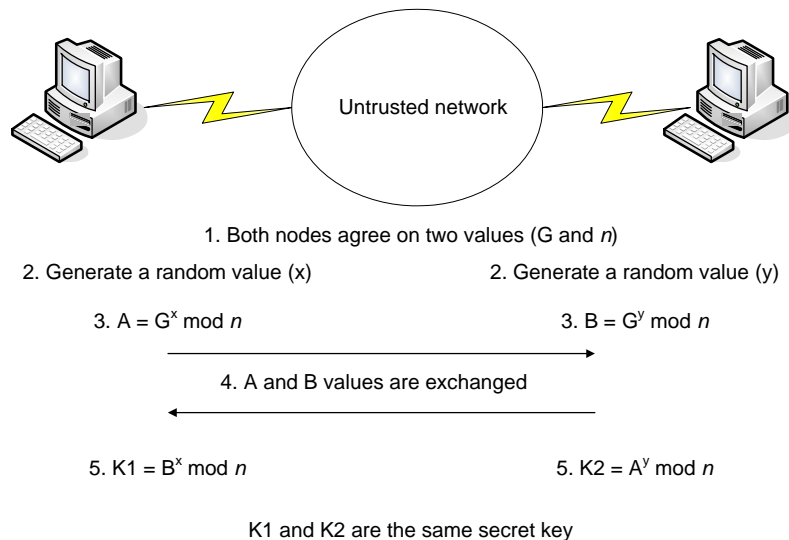 Untrusted network
1. Both nodes agree on two values (G and n)
2. Generate a random value (x)
2. Generate a random value (y)
3. A = Gˣ mod n
3. B = Gʸ mod n
4. A and B values are exchanged
5. K1 = Bˣ mod n
5. K2 = Aʸ mod n
K1 and K2 are the same secret key